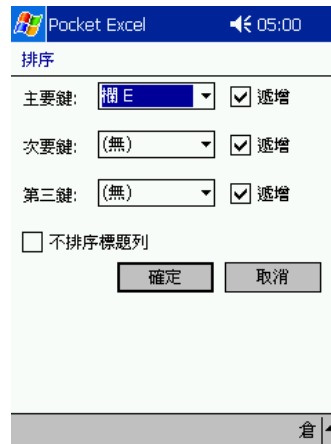 Pocket Excel 05:00
排序
主要鍵: 欄 E 遞增
次要鍵: (無) 遞增
第三鍵: (無) 遞增
不排序標題列
確定 取消
倉